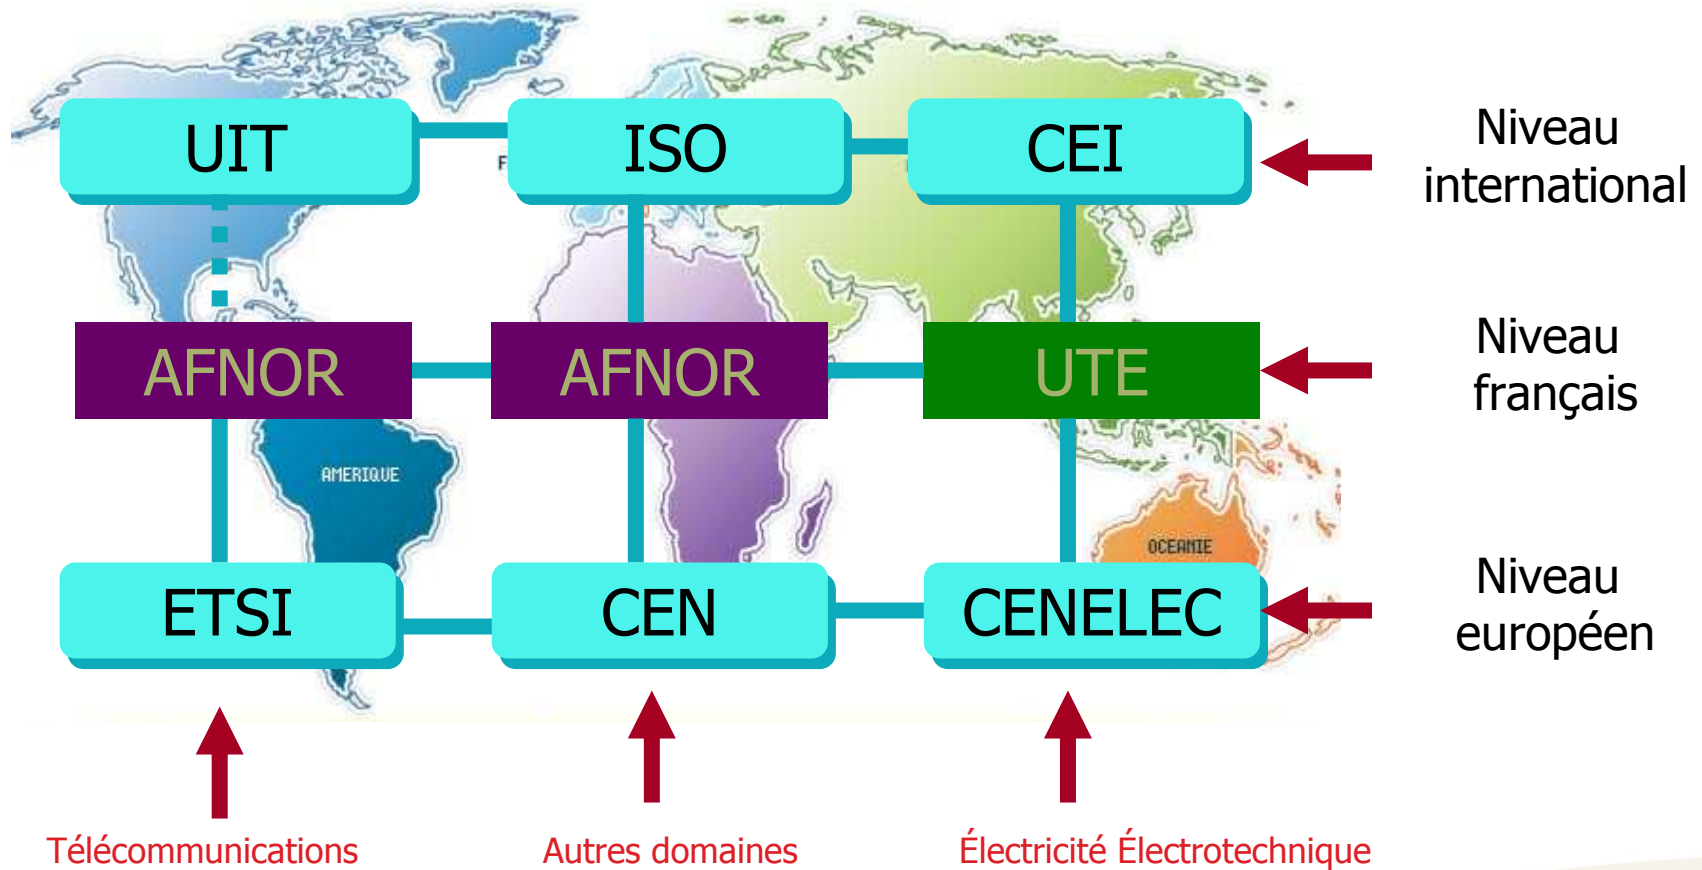 UIT
ISO
CEI
Niveau
international
AFNOR
AFNOR
UTE
Niveau
français
AMERIQUE
OCEANIE
ETSI
CEN
CENELEC
Niveau
européen
Télécommunications
Autres domaines
Électricité Électrotechnique